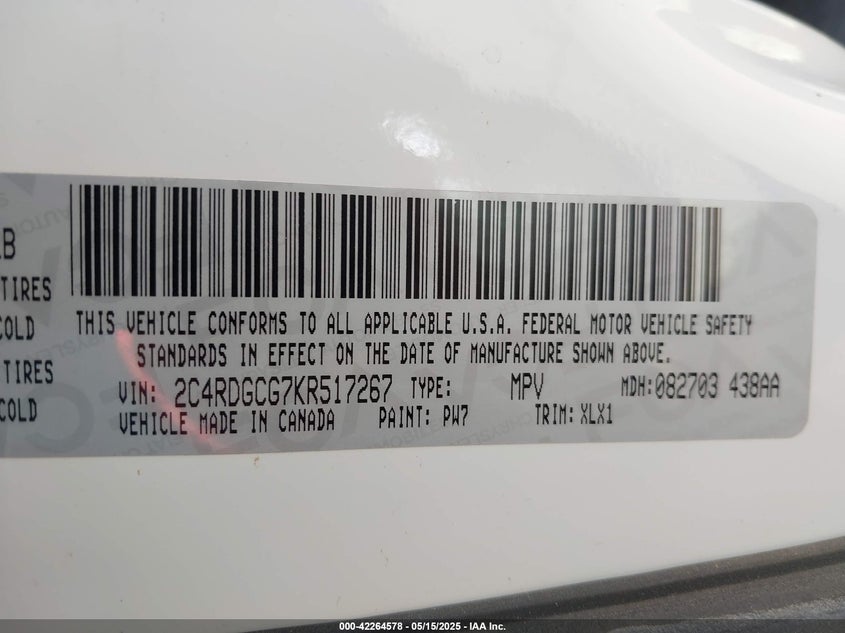 B
TIRES
COLD
TIRES
COLD
THIS VEHICLE CONFORMS TO ALL APPLICABLE U.S.A. FEDERAL MOTOR VEHICLE SAFETY
STANDARDS IN EFFECT ON THE DATE OF MANUFACTURE SHOWN ABOVE.
VIN: 2C4RDGCG7KR517267 TYPE: MPV MDH:082703 438AA
VEHICLE MADE IN CANADA PAINT: PW7 TRIM: XLX1
000-42264578 - 05/15/2025 - IAA Inc.